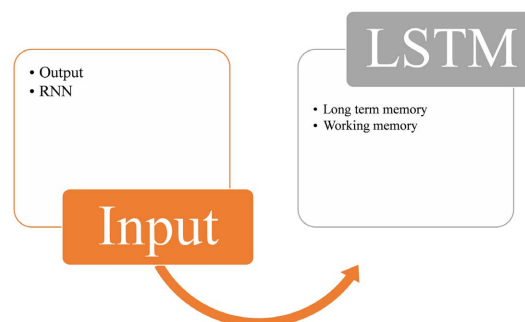 • Output
• RNN
Input
LSTM
• Long term memory
• Working memory